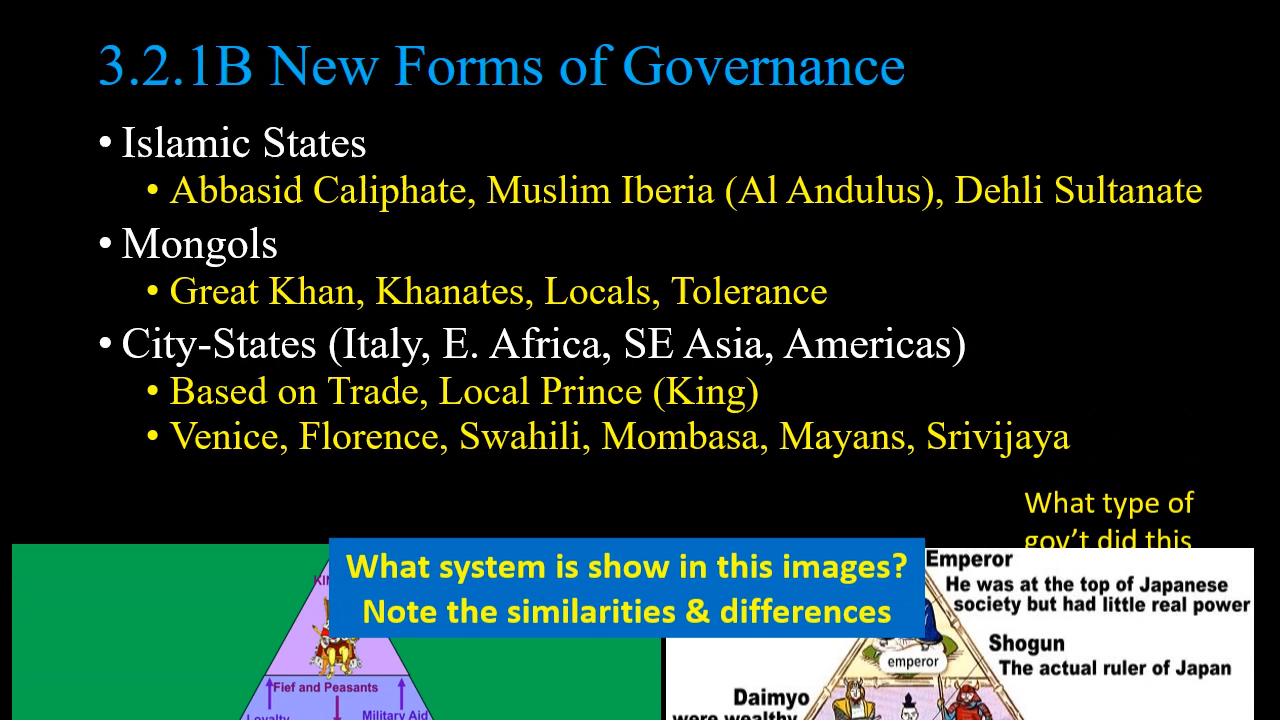 3.2.1B New Forms of Governance
• Islamic States
• Abbasid Caliphate, Muslim Iberia (Al Andulus), Dehli Sultanate
• Mongols
• Great Khan, Khanates, Locals, Tolerance
• City-States (Italy, E. Africa, SE Asia, Americas)
• Based on Trade, Local Prince (King)
• Venice, Florence, Swahili, Mombasa, Mayans, Srivijaya
What type of
gov't did this
What system is show in this images?
Note the similarities & differences
Fief and Peasants
Loyalty
Military Aid
Emperor
He was at the top of Japanese
society but had little real power
Shogun
The actual ruler of Japan
emperor
Daimyo
were wealthy